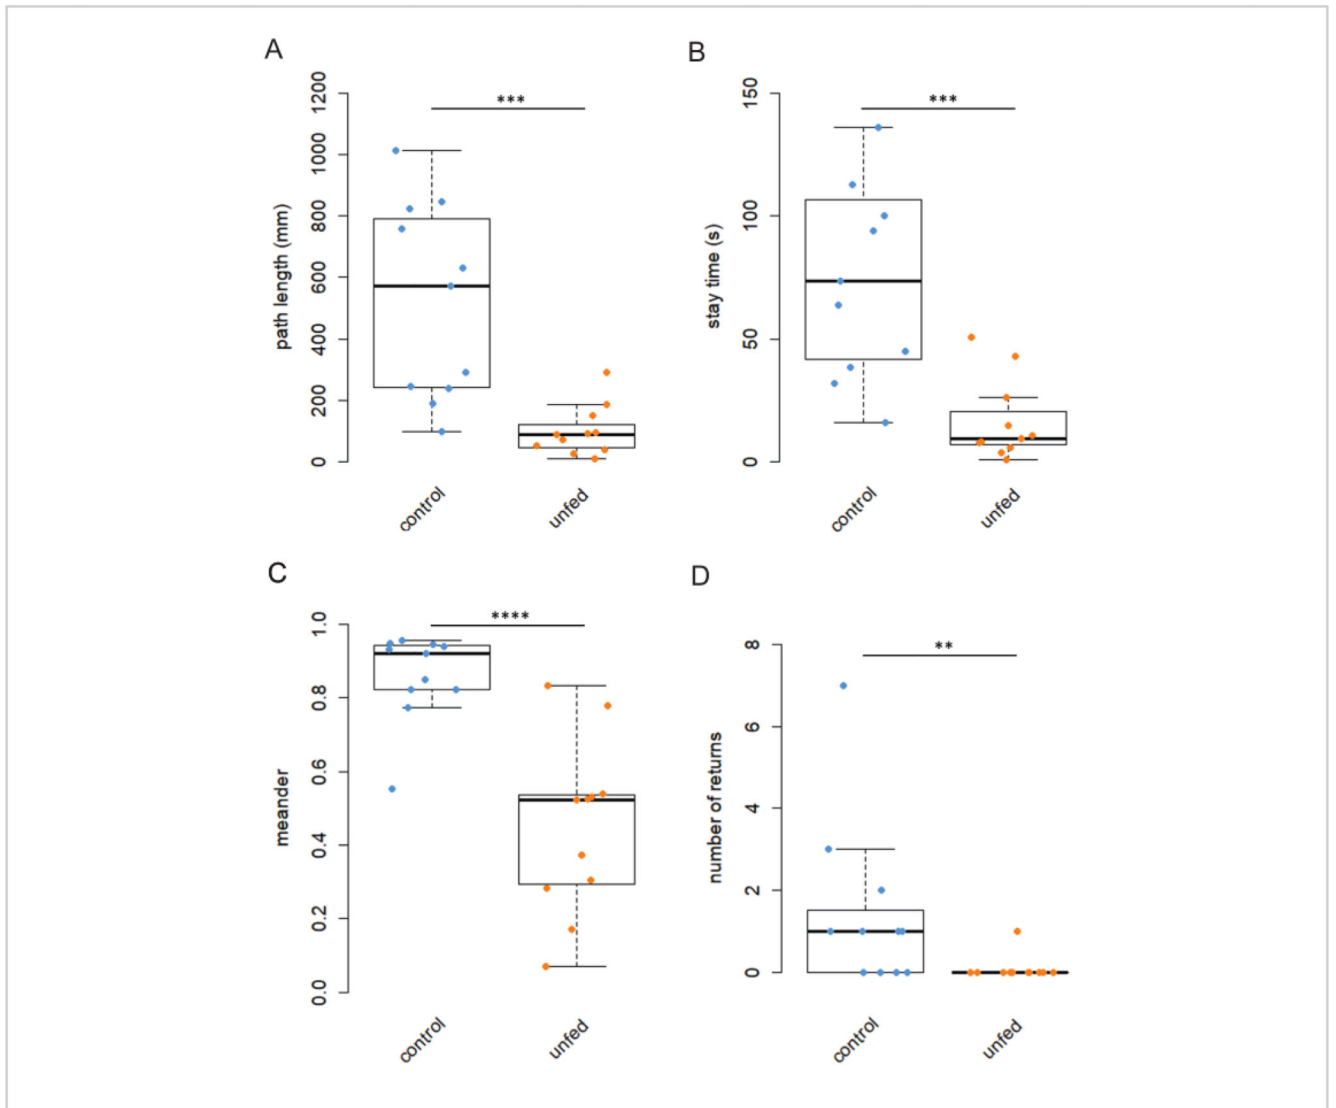 A
path length (mm)
1200
1000
800
600
400
200
0
***
control
unfed
B
stay time (s)
150
100
50
0
***
control
unfed
C
meander
1.0
0.8
0.6
0.4
0.2
0.0
****
control
unfed
D
number of returns
8
6
4
2
0
**
control
unfed